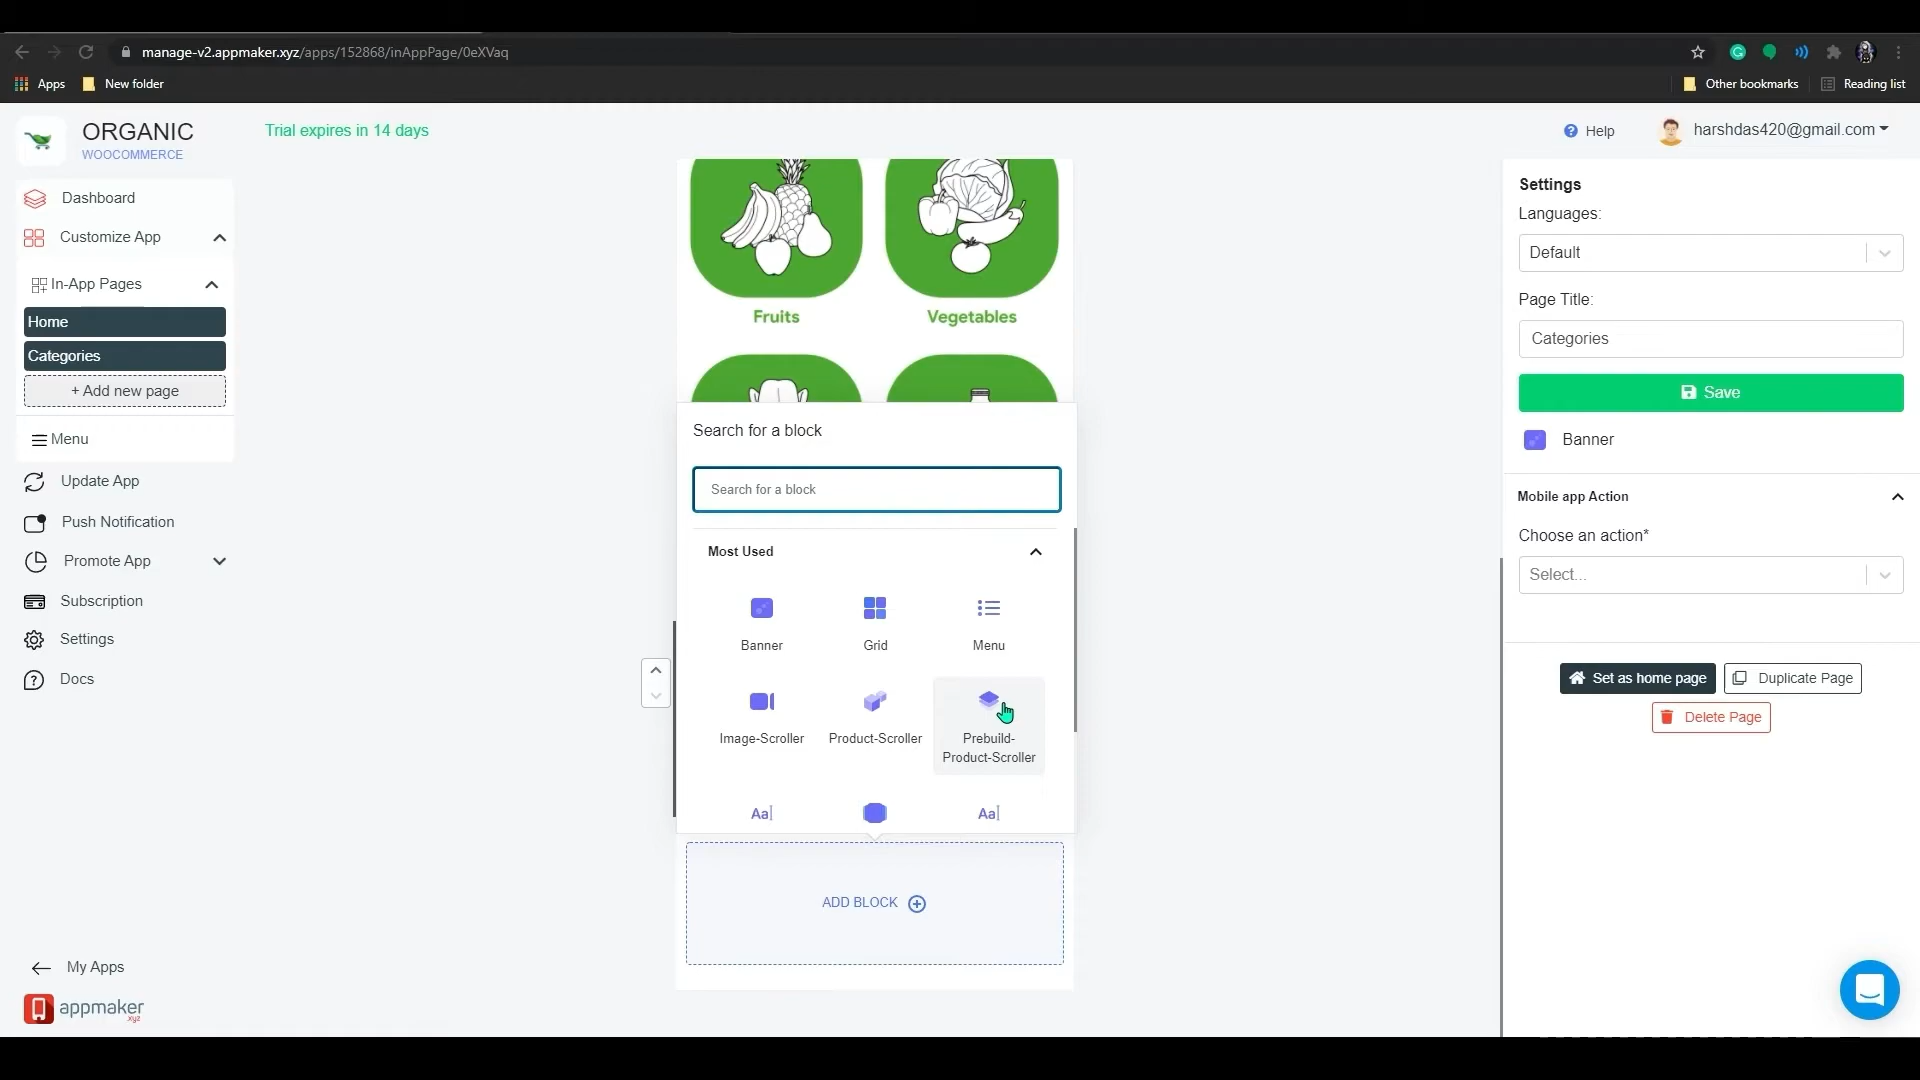 manage-v2.appmaker.xyz/apps/152868/inAppPage/0eXVaq
Apps
New folder
Other bookmarks
Reading list
ORGANIC
WOOCOMMERCE
Trial expires in 14 days
Help
harshdas420@gmail.com
Dashboard
Customize App
In-App Pages
Home
Categories
+ Add new page
Menu
Update App
Push Notification
Promote App
Subscription
Settings
Docs
My Apps
appmaker
xyz
Fruits
Vegetables
Search for a block
Search for a block
Most Used
Banner
Grid
Menu
Image-Scroller
Product-Scroller
Prebuild-
Product-Scroller
Aa
Aa
ADD BLOCK
Settings
Languages:
Default
Page Title:
Categories
Save
Banner
Mobile app Action
Choose an action*
Select...
Set as home page
Duplicate Page
Delete Page